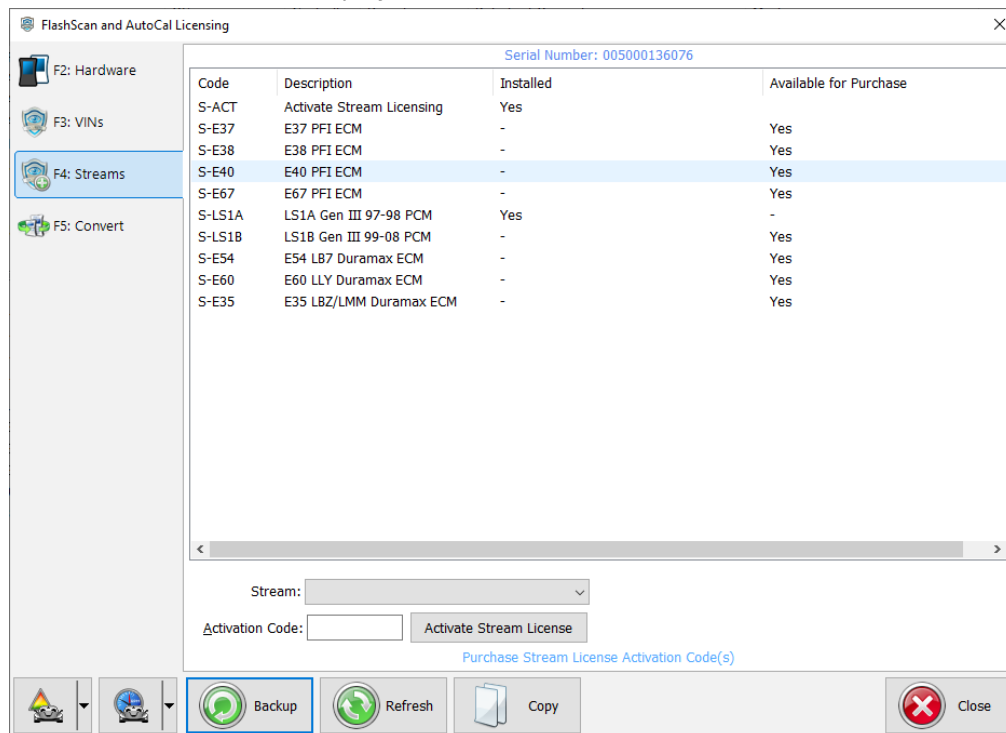 FlashScan and AutoCal Licensing
F2: Hardware
F3: VINs
F4: Streams
F5: Convert
Serial Number: 005000136076
Code Description Installed Available for Purchase
S-ACT Activate Stream Licensing Yes
S-E37 E37 PFI ECM - Yes
S-E38 E38 PFI ECM - Yes
S-E40 E40 PFI ECM - Yes
S-E67 E67 PFI ECM - Yes
S-LS1A LS1A Gen III 97-98 PCM Yes -
S-LS1B LS1B Gen III 99-08 PCM - Yes
S-E54 E54 LB7 Duramax ECM - Yes
S-E60 E60 LLY Duramax ECM - Yes
S-E35 E35 LBZ/LMM Duramax ECM - Yes
Stream:
Activation Code: Activate Stream License
Purchase Stream License Activation Code(s)
Backup Refresh Copy Close